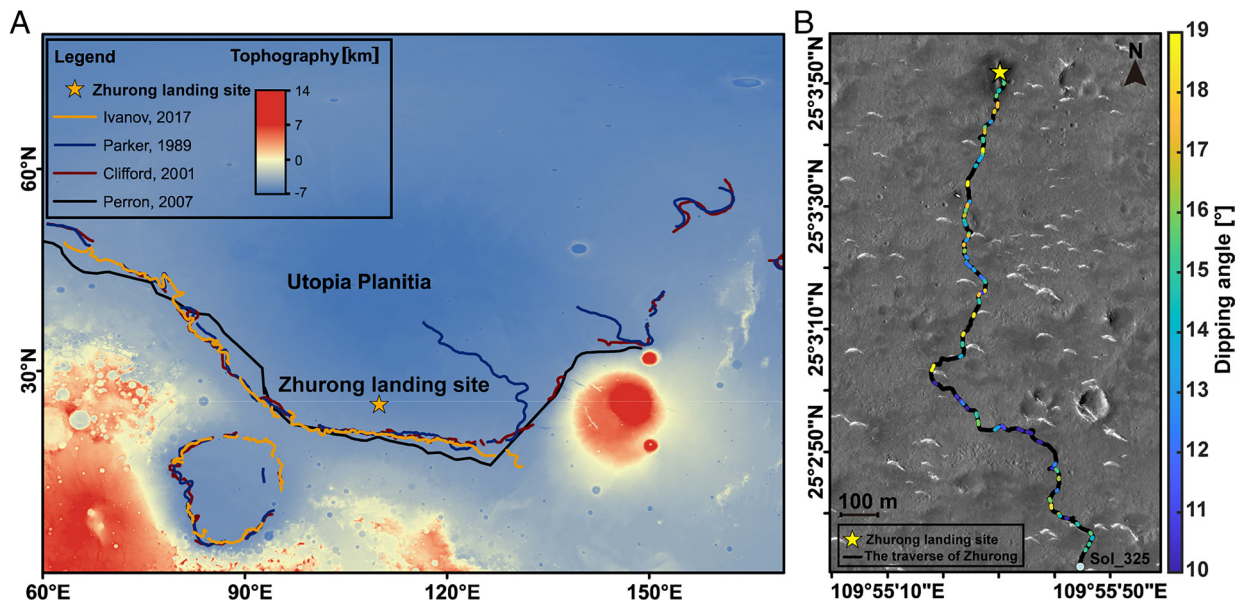 A
Legend
Tophography [km]
Zhurong landing site
Ivanov, 2017
Parker, 1989
Clifford, 2001
Perron, 2007
14
7
0
-7
60°N
30°N
Utopia Planitia
Zhurong landing site
60°E
90°E
120°E
150°E
B
N
25°3'50"N
25°3'30"N
25°3'10"N
25°2'50"N
100 m
Zhurong landing site
The traverse of Zhurong
Sol_325
109°55'10"E
109°55'50"E
19
18
17
16
15
14
13
12
11
10
Dipping angle [°]